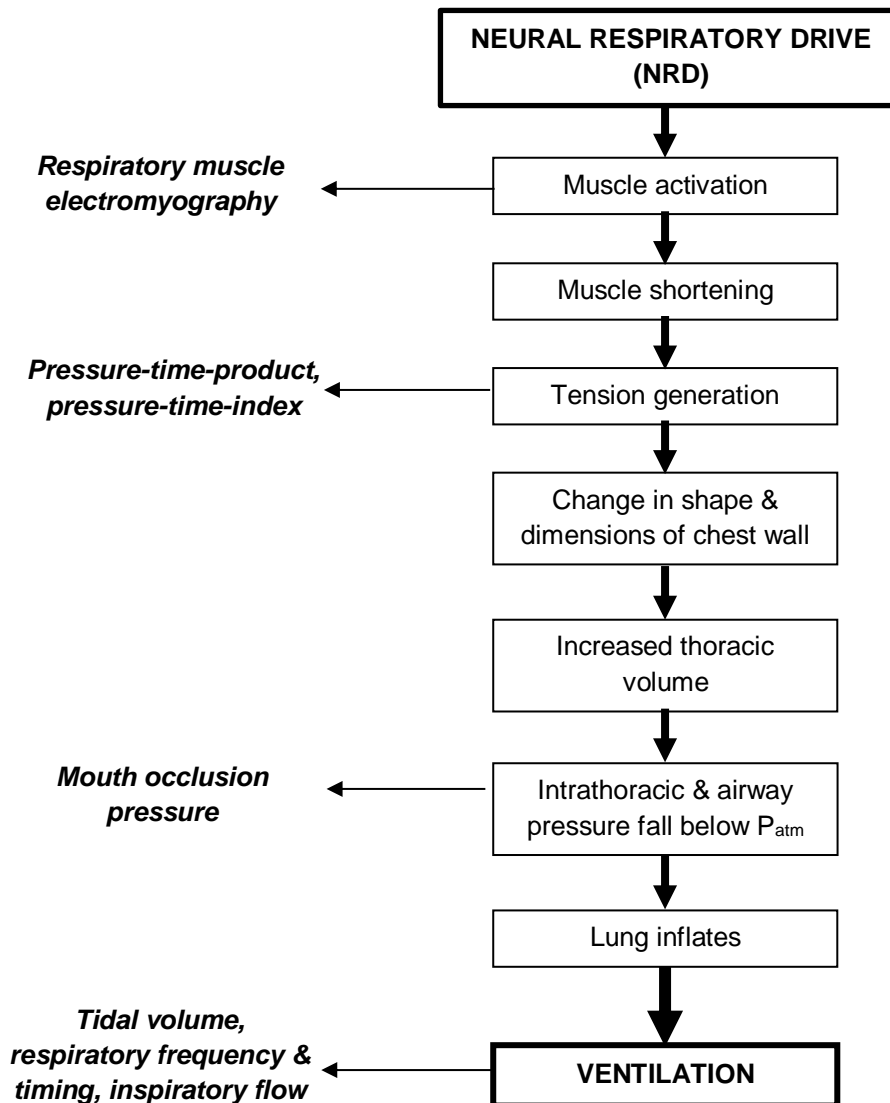 NEURAL RESPIRATORY DRIVE
(NRD)
Respiratory muscle
electromyography
Muscle activation
Muscle shortening
Pressure-time-product,
pressure-time-index
Tension generation
Change in shape &
dimensions of chest wall
Increased thoracic
volume
Mouth occlusion
pressure
Intrathoracic & airway
pressure fall below Patm
Lung inflates
Tidal volume,
respiratory frequency &
timing, inspiratory flow
VENTILATION